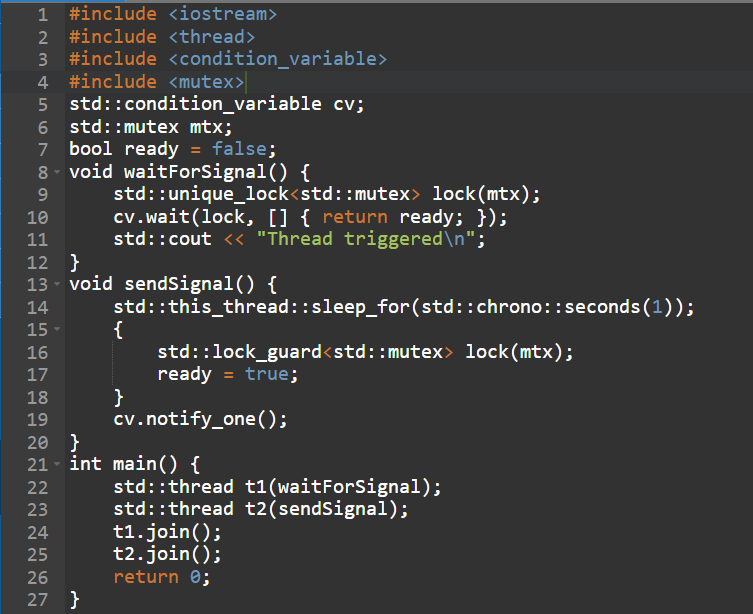 1 #include <iostream>
2 #include <thread>
3 #include <condition_variable>
4 #include <mutex>
5 std::condition_variable cv;
6 std::mutex mtx;
7 bool ready = false;
8 void waitForSignal() {
9     std::unique_lock<std::mutex> lock(mtx);
10     cv.wait(lock, [] { return ready; });
11     std::cout << "Thread triggered\n";
12 }
13 void sendSignal() {
14     std::this_thread::sleep_for(std::chrono::seconds(1));
15     {
16         std::lock_guard<std::mutex> lock(mtx);
17         ready = true;
18     }
19     cv.notify_one();
20 }
21 int main() {
22     std::thread t1(waitForSignal);
23     std::thread t2(sendSignal);
24     t1.join();
25     t2.join();
26     return 0;
27 }